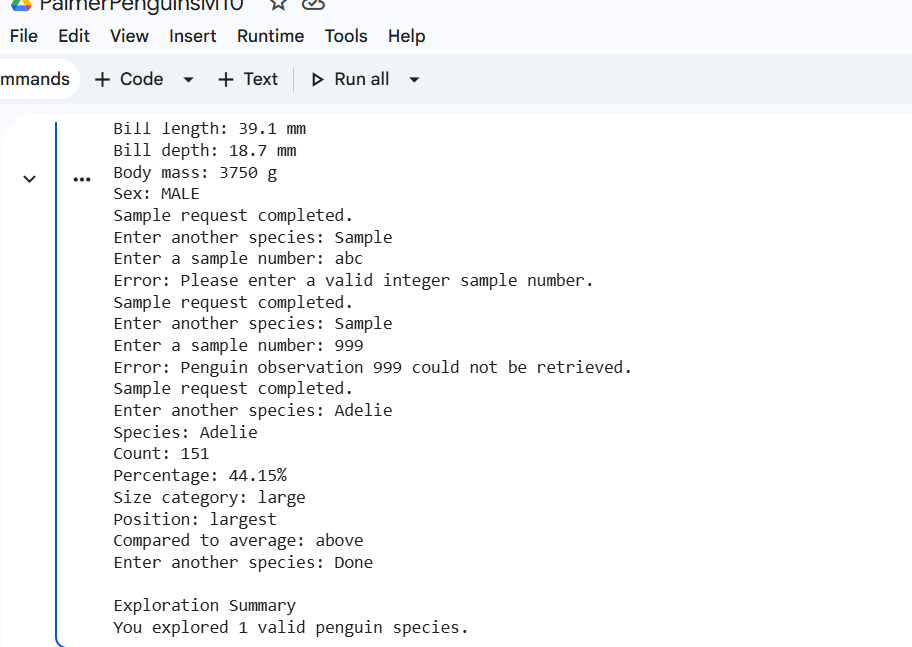 PalmerPenguinsM10
File Edit View Insert Runtime Tools Help
mmands + Code + Text Run all
Bill length: 39.1 mm
Bill depth: 18.7 mm
Body mass: 3750 g
Sex: MALE
Sample request completed.
Enter another species: Sample
Enter a sample number: abc
Error: Please enter a valid integer sample number.
Sample request completed.
Enter another species: Sample
Enter a sample number: 999
Error: Penguin observation 999 could not be retrieved.
Sample request completed.
Enter another species: Adelie
Species: Adelie
Count: 151
Percentage: 44.15%
Size category: large
Position: largest
Compared to average: above
Enter another species: Done
Exploration Summary
You explored 1 valid penguin species.